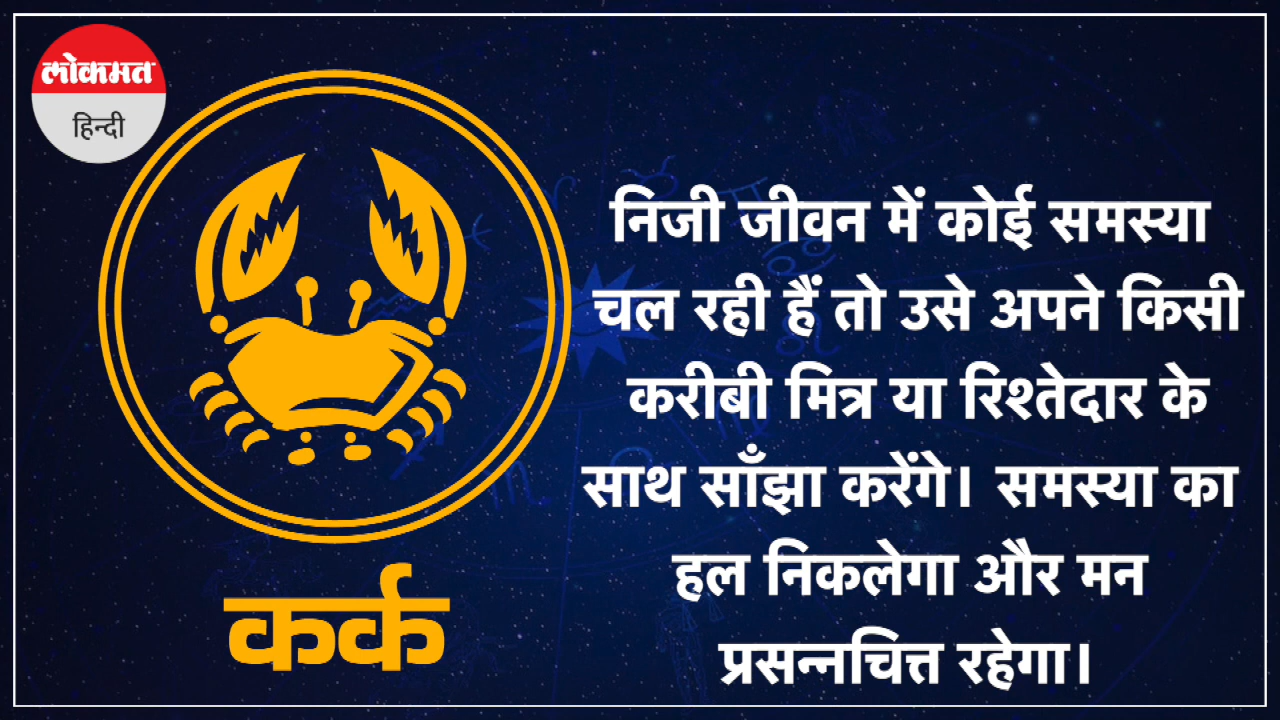 लोकमत
हिन्दी
निजी जीवन में कोई समस्या
चल रही हैं तो उसे अपने किसी
करीबी मित्र या रिश्तेदार के
साथ साँझा करेंगे। समस्या का
हल निकलेगा और मन
प्रसन्नचित्त रहेगा।
कर्क